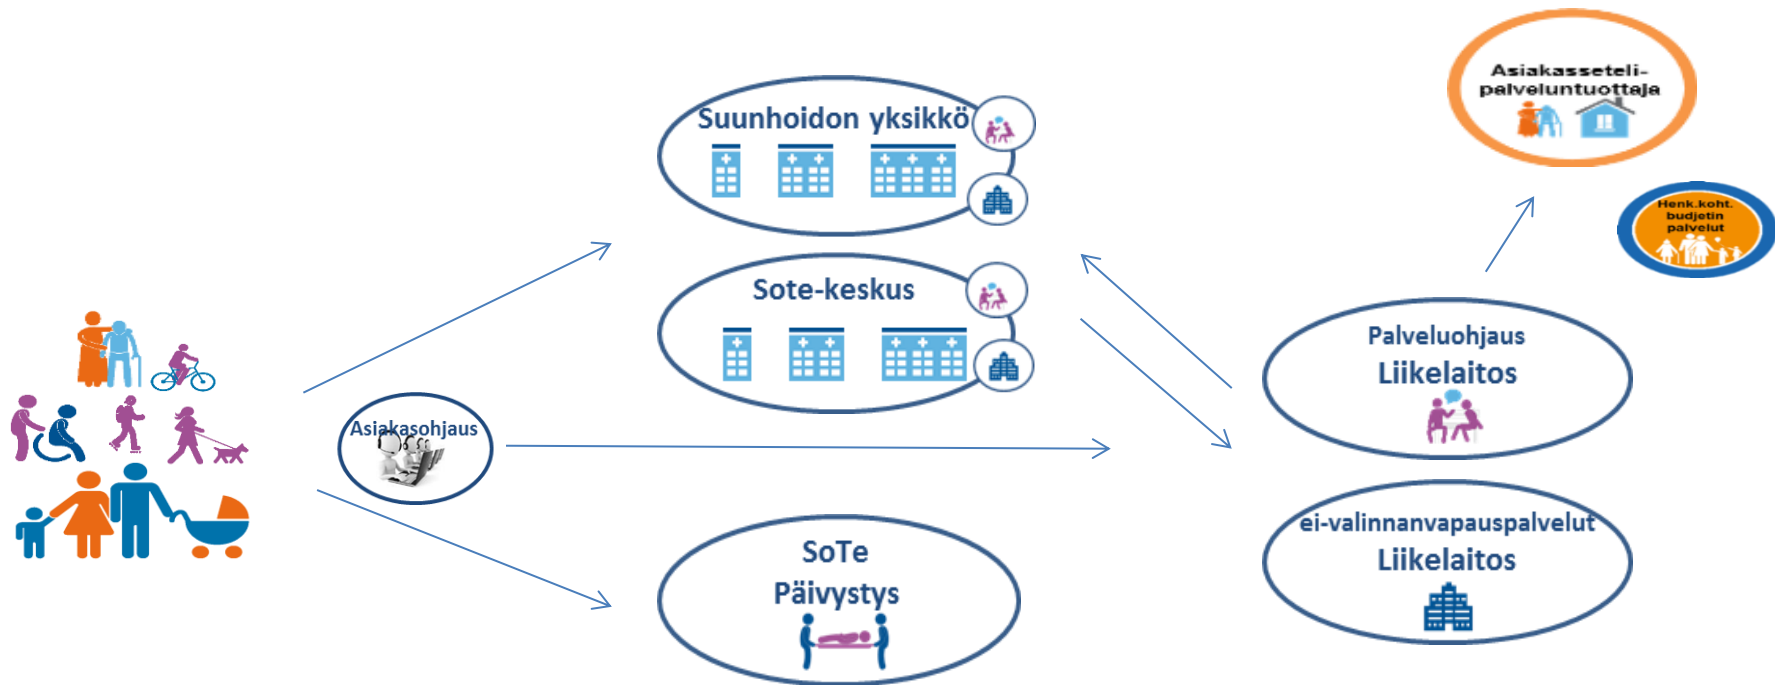 Asiakasseteli-
palveluntuottaja
Suunhoidon yksikkö
Henk.koht.
budjetin
palvelut
Sote-keskus
Palveluohjaus
Liikelaitos
Asiakasohjaus
ei-valinnanvapauspalvelut
Liikelaitos
SoTe
Päivystys